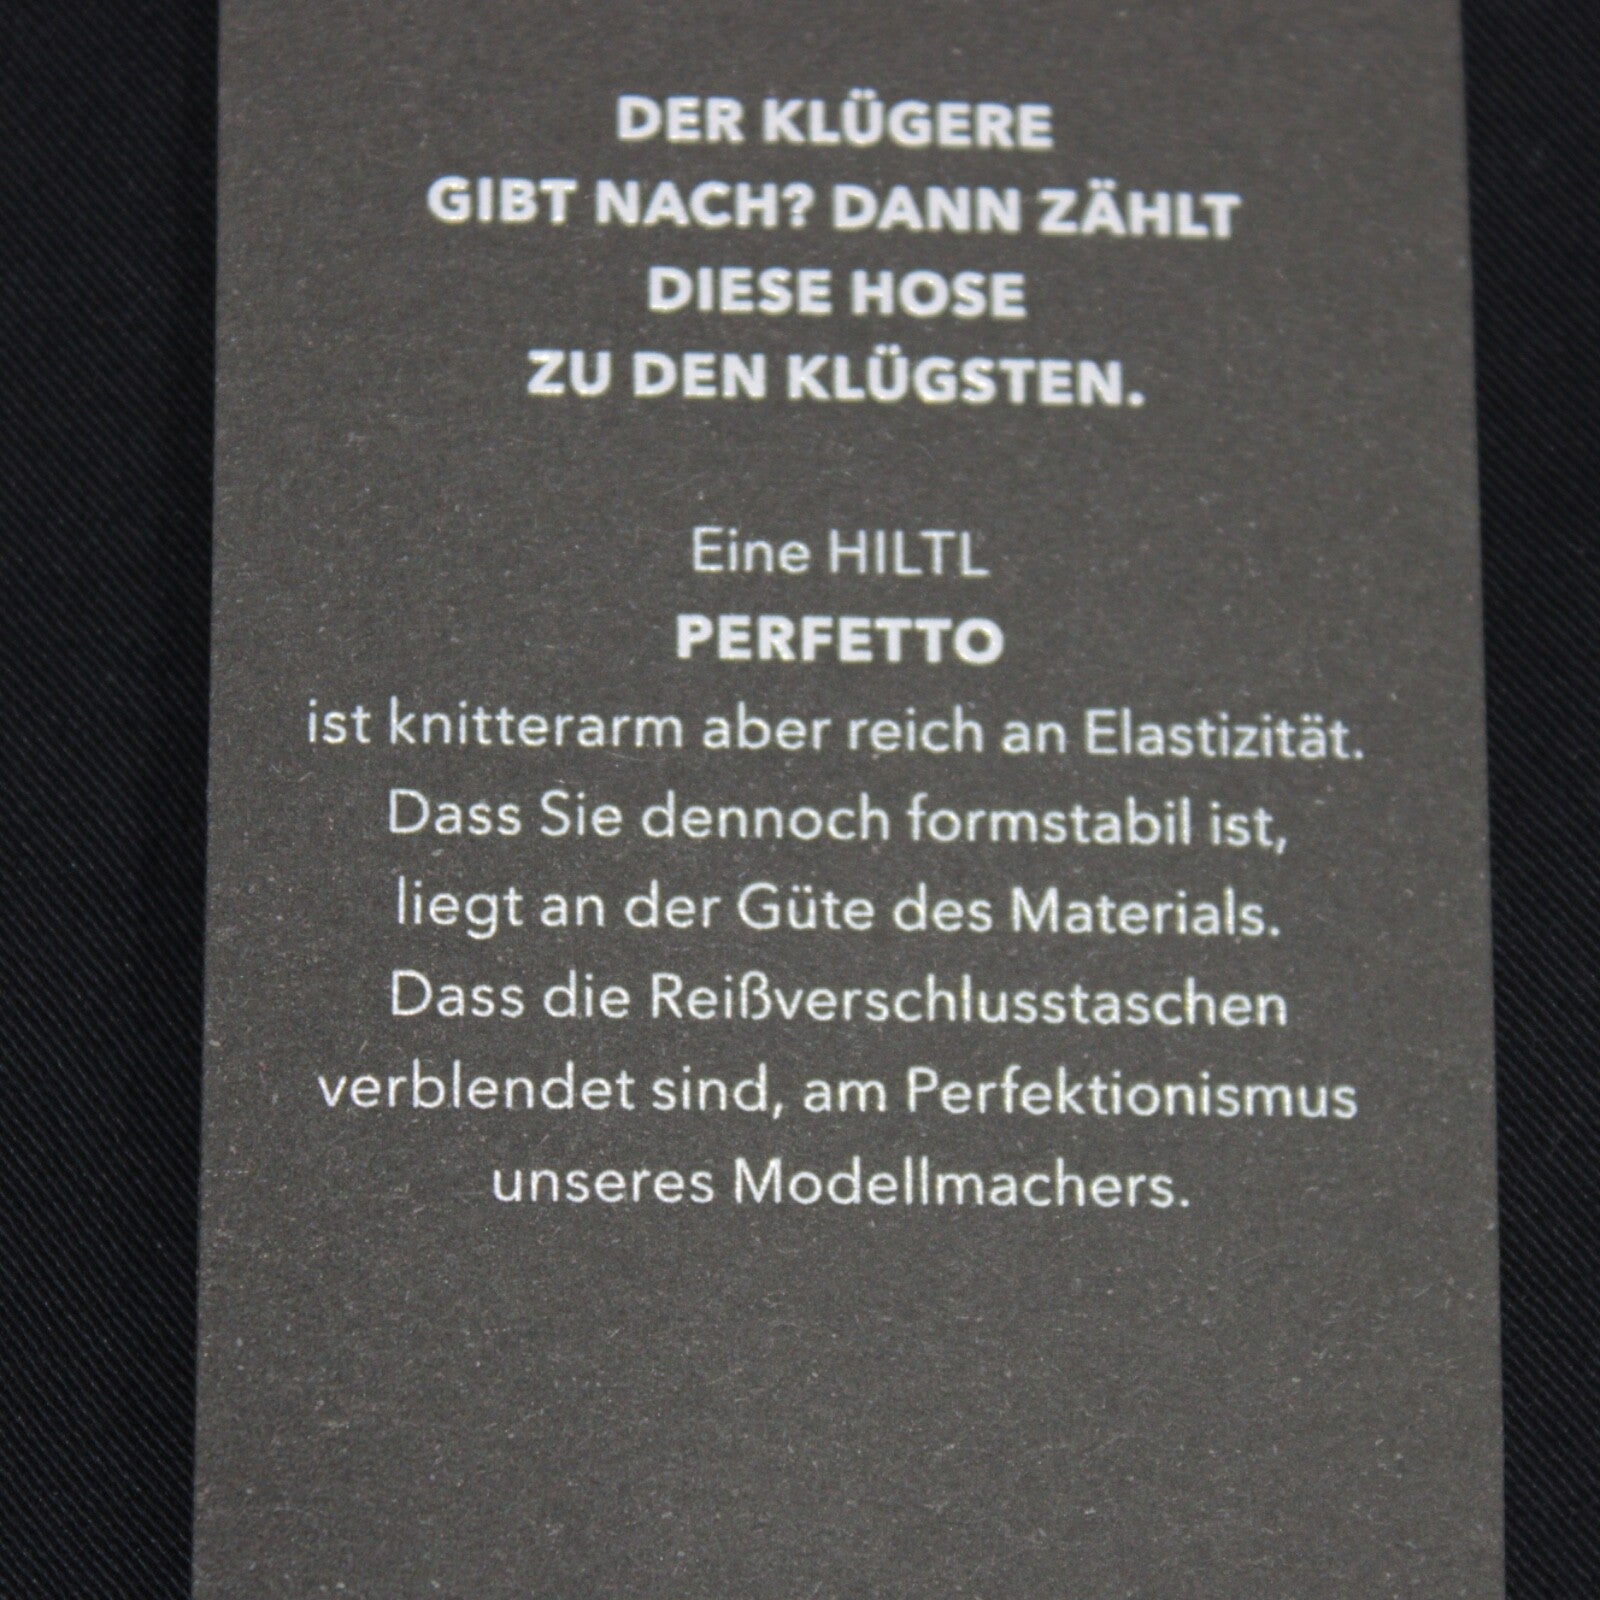 DER KLÜGERE
GIBT NACH? DANN ZÄHLT
DIESE HOSE
ZU DEN KLÜGSTEN.
Eine HILTL
PERFETTO
ist knitterarm aber reich an Elastizität.
Dass Sie dennoch formstabil ist,
liegt an der Güte des Materials.
Dass die Reißverschlusstaschen
verblendet sind, am Perfektionismus
unseres Modellmachers.